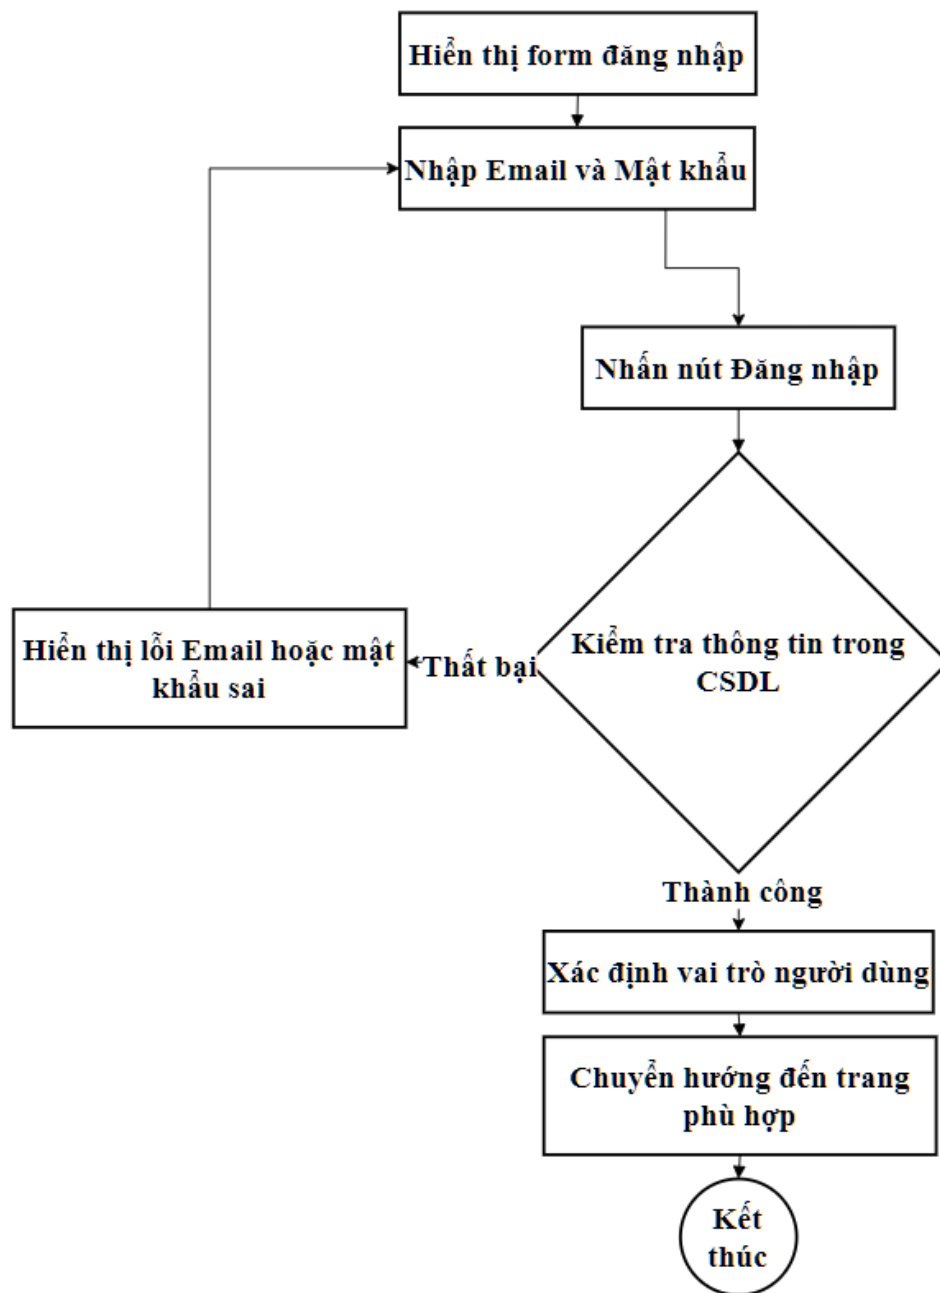 Hiển thị form đăng nhập
Nhập Email và Mật khẩu
Nhấn nút Đăng nhập
Kiểm tra thông tin trong
CSDL
Thất bại
Hiển thị lỗi Email hoặc mật
khẩu sai
Thành công
Xác định vai trò người dùng
Chuyển hướng đến trang
phù hợp
Kết
thúc